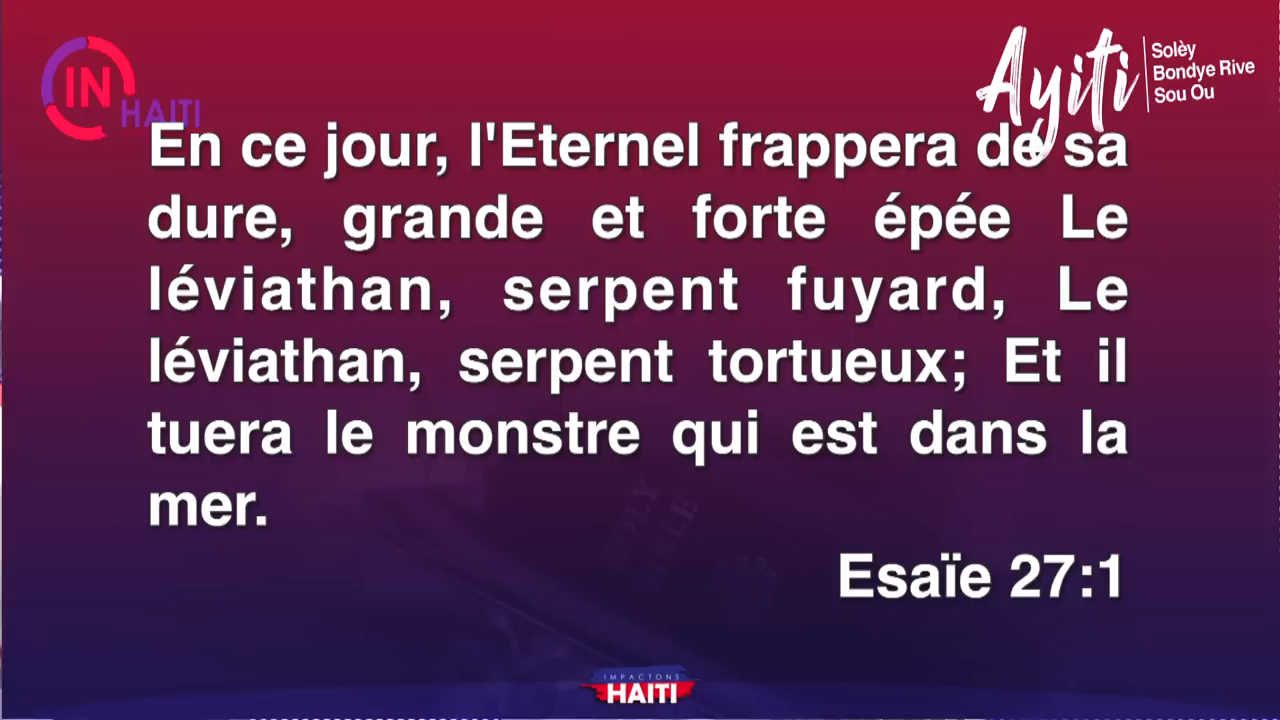 IN
HAITI
Ayiti
Solèy
Bondye Rive
Sou Ou
En ce jour, l'Eternel frappera de sa
dure, grande et forte épée Le
léviathan, serpent fuyard, Le
léviathan, serpent tortueux; Et il
tuera le monstre qui est dans la
mer.
HOLY
BIBLE
Esaïe 27:1
IMPACTONS
HAITI